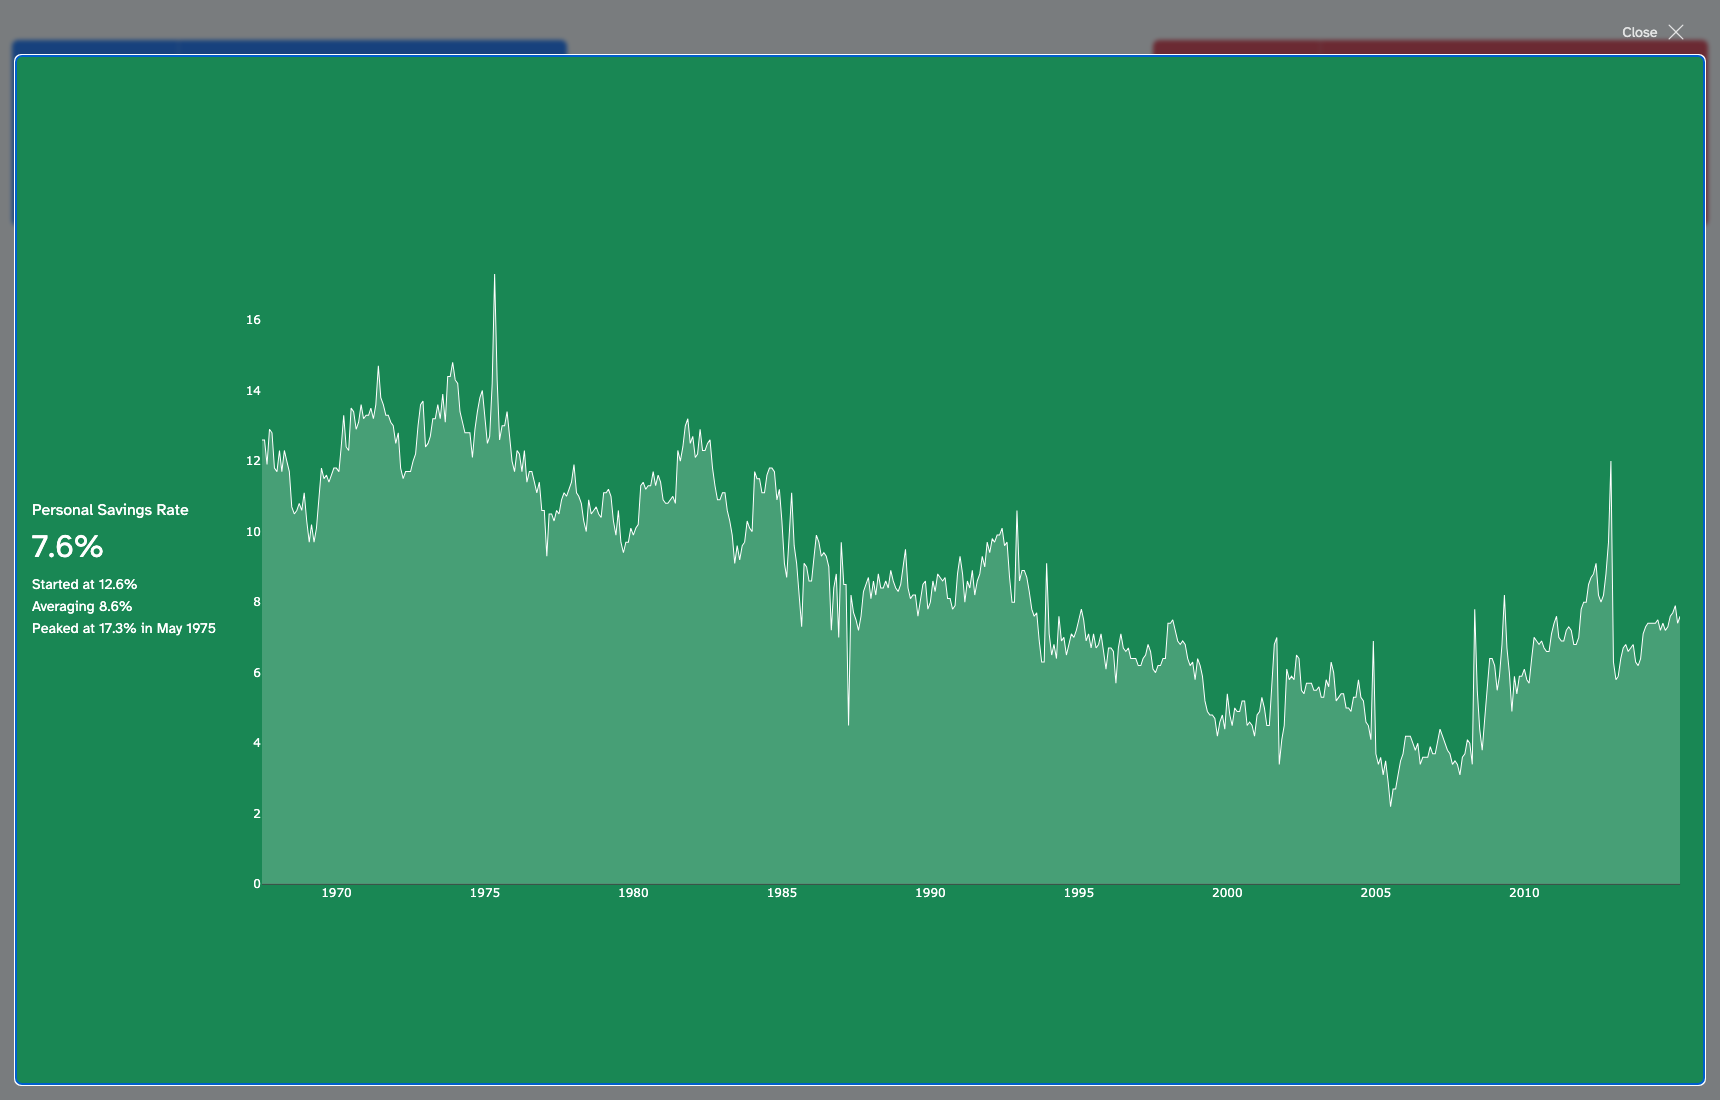 Close
16
14
12
10
8
6
4
2
0
Personal Savings Rate
7.6%
Started at 12.6%
Averaging 8.6%
Peaked at 17.3% in May 1975
1970 1975 1980 1985 1990 1995 2000 2005 2010